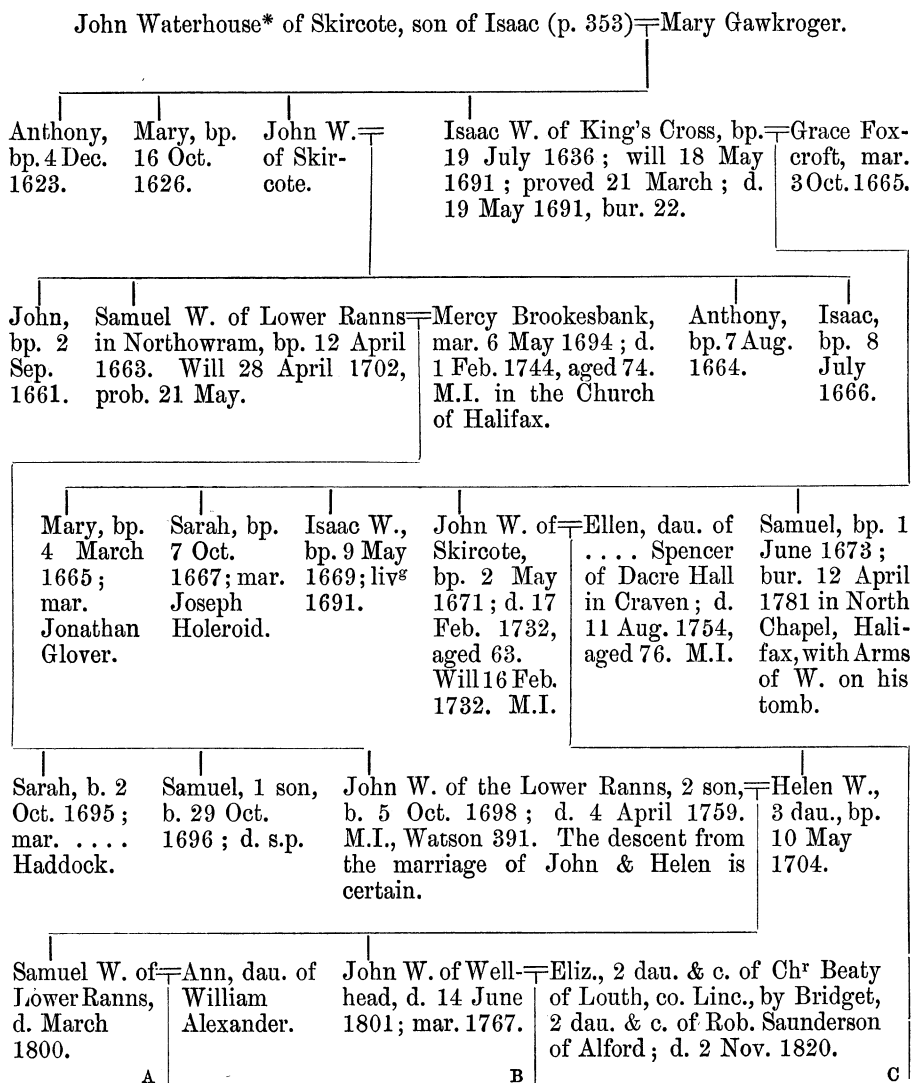 John Waterhouse* of Skircote, son of Isaac (p. 353)=Mary Gawkroger.
Anthony,
bp. 4 Dec.
1623.
Mary, bp.
16 Oct.
1626.
John W.=
of Skir-
cote.
Isaac W. of King's Cross, bp.=
19 July 1636 ; will 18 May
1691 ; proved 21 March ; d.
19 May 1691, bur. 22.
Grace Fox-
croft, mar.
3 Oct. 1665.
John,
bp. 2
Sep.
1661.
Samuel W. of Lower Ranns=
in Northowram, bp. 12 April
1663. Will 28 April 1702,
prob. 21 May.
Mercy Brookesbank,
mar. 6 May 1694 ; d.
1 Feb. 1744, aged 74.
M.I. in the Church
of Halifax.
Anthony,
bp. 7 Aug.
1664.
Isaac,
bp. 8
July
1666.
Mary, bp.
4 March
1665 ;
mar.
Jonathan
Glover.
Sarah, bp.
7 Oct.
1667; mar.
Joseph
Holeroid.
Isaac W.,
bp. 9 May
1669; livᵍ
1691.
John W. of=
Skircote,
bp. 2 May
1671 ; d. 17
Feb. 1732,
aged 63.
Will 16 Feb.
1732. M.I.
Ellen, dau. of
. . . . Spencer
of Dacre Hall
in Craven ; d.
11 Aug. 1754,
aged 76. M.I.
Samuel, bp. 1
June 1673 ;
bur. 12 April
1781 in North
Chapel, Hali-
fax, with Arms
of W. on his
tomb.
Sarah, b. 2
Oct. 1695 ;
mar. . . . .
Haddock.
Samuel, 1 son,
b. 29 Oct.
1696 ; d. s.p.
John W. of the Lower Ranns, 2 son,=
b. 5 Oct. 1698 ; d. 4 April 1759.
M.I., Watson 391. The descent from
the marriage of John & Helen is
certain.
Helen W.,
3 dau., bp.
10 May
1704.
Samuel W. of=
Lower Ranns,
d. March
1800.
Ann, dau. of
William
Alexander.
John W. of Well-=
head, d. 14 June
1801 ; mar. 1767.
Eliz., 2 dau. & c. of Chʳ Beaty
of Louth, co. Linc., by Bridget,
2 dau. & c. of Rob. Saunderson
of Alford ; d. 2 Nov. 1820.
A
B
C